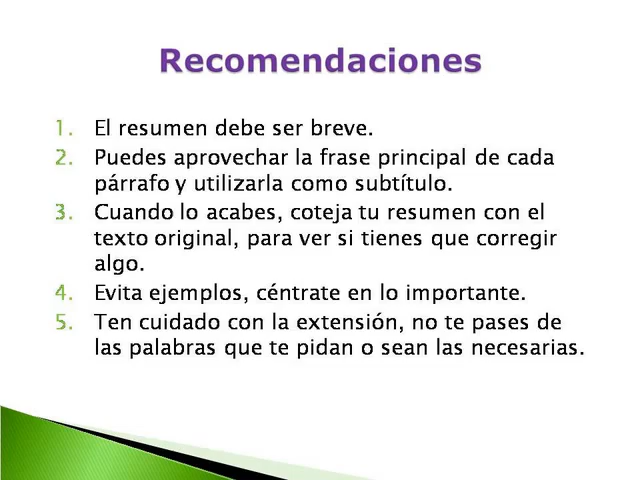 Recomendaciones
1. El resumen debe ser breve.
2. Puedes aprovechar la frase principal de cada
párrafo y utilizarla como subtítulo.
3. Cuando lo acabes, coteja tu resumen con el
texto original, para ver si tienes que corregir
algo.
4. Evita ejemplos, céntrate en lo importante.
5. Ten cuidado con la extensión, no te pases de
las palabras que te pidan o sean las necesarias.